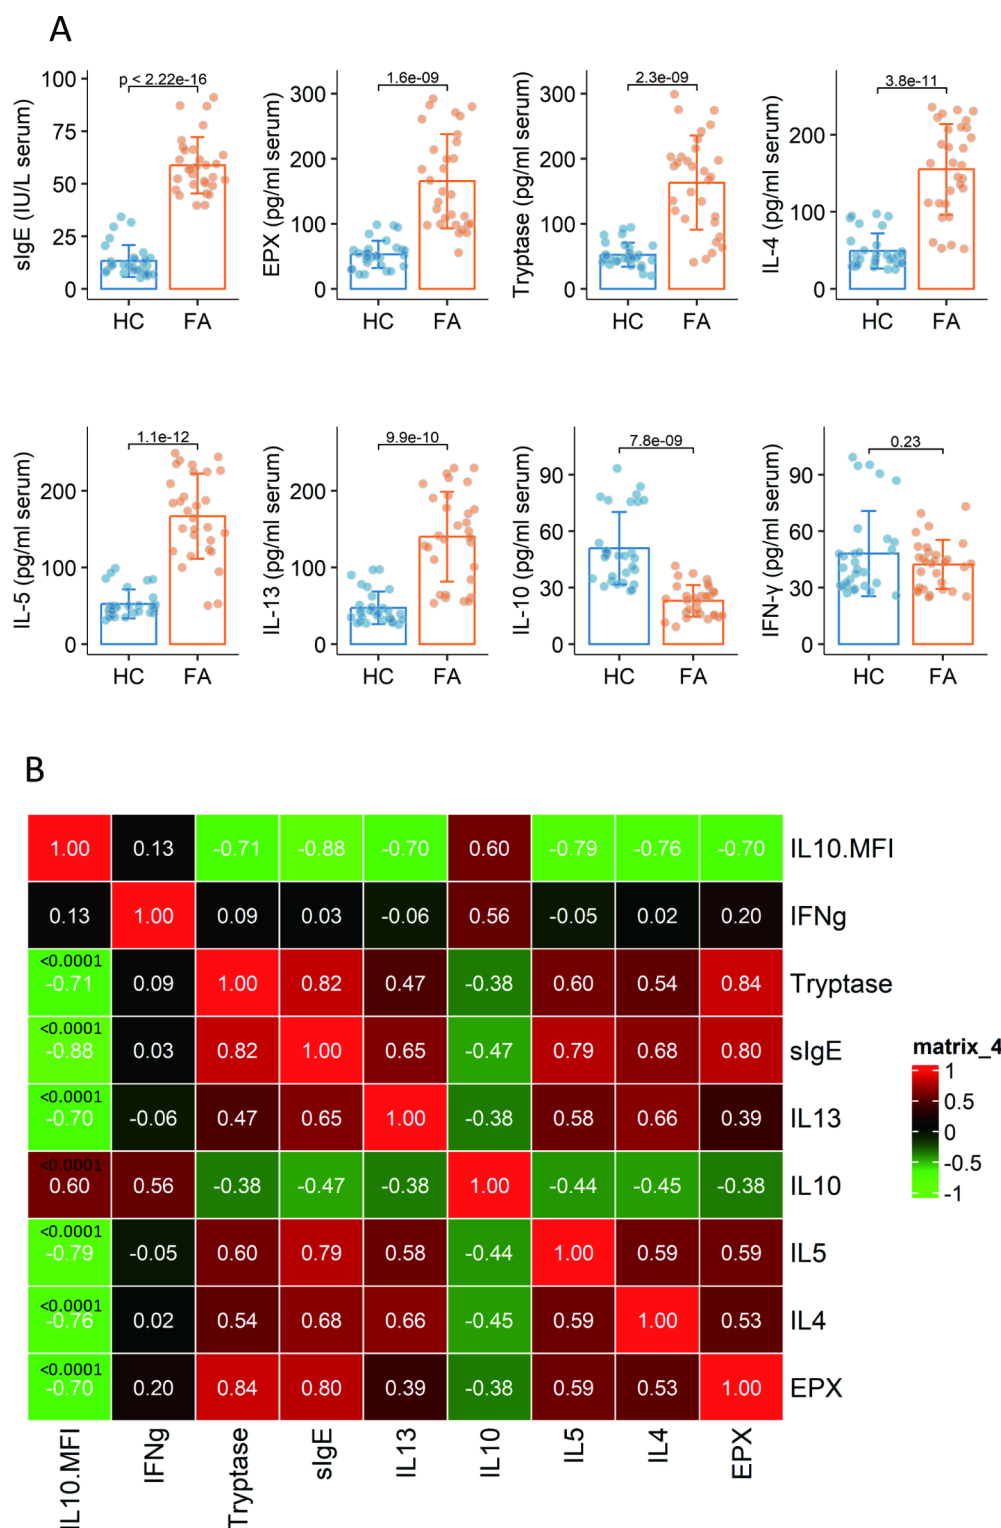 A
p < 2.22e-16
100
75
50
25
0
sIgE (IU/L serum)
HC
FA
1.6e-09
300
200
100
0
EPX (pg/ml serum)
HC
FA
2.3e-09
300
200
100
0
Tryptase (pg/ml serum)
HC
FA
3.8e-11
200
100
0
IL-4 (pg/ml serum)
HC
FA
1.1e-12
200
100
0
IL-5 (pg/ml serum)
HC
FA
9.9e-10
200
100
0
IL-13 (pg/ml serum)
HC
FA
7.8e-09
90
60
30
0
IL-10 (pg/ml serum)
HC
FA
0.23
90
60
30
0
IFN-γ (pg/ml serum)
HC
FA
B
1.00 0.13 -0.71 -0.88 -0.70 0.60 -0.79 -0.76 -0.70 IL10.MFI
0.13 1.00 0.09 0.03 -0.06 0.56 -0.05 0.02 0.20 IFNg
<0.0001
-0.71 0.09 1.00 0.82 0.47 -0.38 0.60 0.54 0.84 Tryptase
<0.0001
-0.88 0.03 0.82 1.00 0.65 -0.47 0.79 0.68 0.80 sIgE
<0.0001
-0.70 -0.06 0.47 0.65 1.00 -0.38 0.58 0.66 0.39 IL13
<0.0001
0.60 0.56 -0.38 -0.47 -0.38 1.00 -0.44 -0.45 -0.38 IL10
<0.0001
-0.79 -0.05 0.60 0.79 0.58 -0.44 1.00 0.59 0.59 IL5
<0.0001
-0.76 0.02 0.54 0.68 0.66 -0.45 0.59 1.00 0.53 IL4
<0.0001
-0.70 0.20 0.84 0.80 0.39 -0.38 0.59 0.53 1.00 EPX
IL10.MFI
IFNg
Tryptase
sIgE
IL13
IL10
IL5
IL4
EPX
matrix_4
1
0.5
0
-0.5
-1